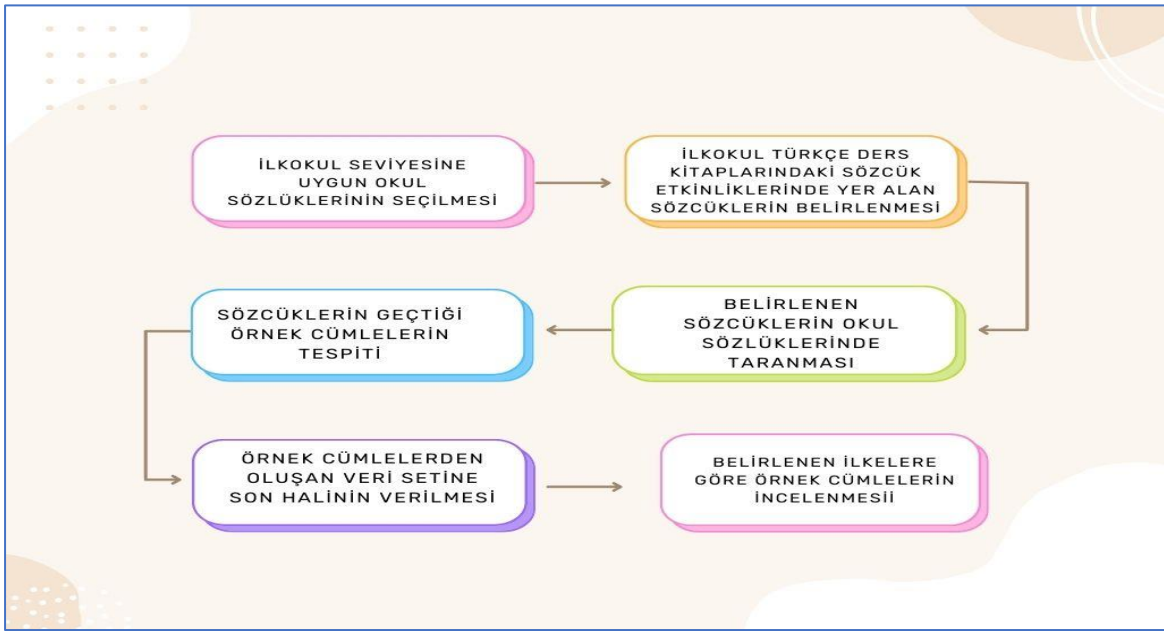 İLKOKUL SEVİYESİNE
UYGUN OKUL
SÖZLÜKLERİNİN SEÇİLMESİ
İLKOKUL TÜRKÇE DERS
KİTAPLARINDAKİ SÖZCÜK
ETKİNLİKLERİNDE YER ALAN
SÖZCÜKLERİN BELİRLENMESİ
BELİRLENEN
SÖZCÜKLERİN OKUL
SÖZLÜKLERİNDE
TARANMASI
SÖZCÜKLERİN GEÇTİĞİ
ÖRNEK CÜMLELERİN
TESPİTİ
ÖRNEK CÜMLELERDEN
OLUŞAN VERİ SETİNE
SON HALİNİN VERİLMESİ
BELİRLENEN İLKELERE
GÖRE ÖRNEK CÜMLELERİN
İNCELENMESİİ